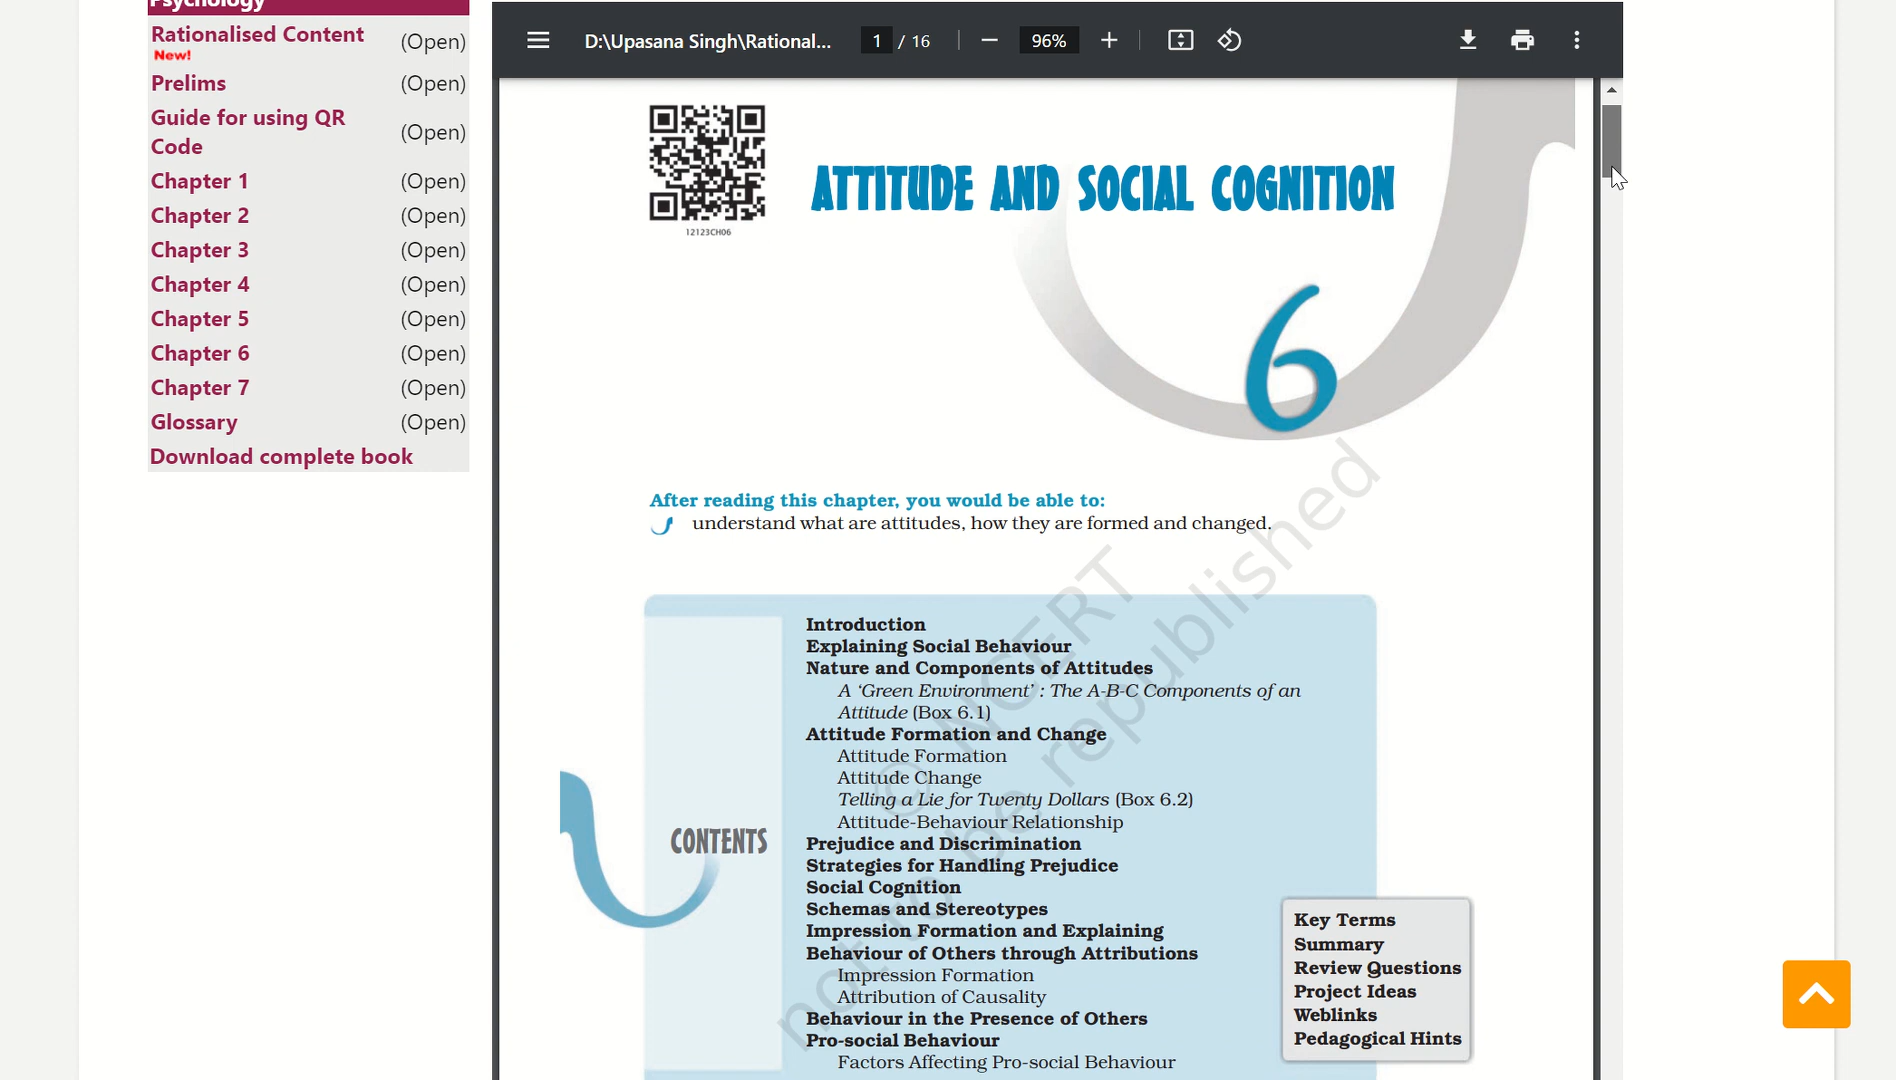 Psychology
Rationalised Content (Open)
New!
Prelims (Open)
Guide for using QR
Code (Open)
Chapter 1 (Open)
Chapter 2 (Open)
Chapter 3 (Open)
Chapter 4 (Open)
Chapter 5 (Open)
Chapter 6 (Open)
Chapter 7 (Open)
Glossary (Open)
Download complete book
D:\Upasana Singh\Rational... 1 / 16 96%
12123CH06
ATTITUDE AND SOCIAL COGNITION
6
After reading this chapter, you would be able to:
understand what are attitudes, how they are formed and changed.
CONTENTS
Introduction
Explaining Social Behaviour
Nature and Components of Attitudes
A ‘Green Environment’ : The A-B-C Components of an
Attitude (Box 6.1)
Attitude Formation and Change
Attitude Formation
Attitude Change
Telling a Lie for Twenty Dollars (Box 6.2)
Attitude-Behaviour Relationship
Prejudice and Discrimination
Strategies for Handling Prejudice
Social Cognition
Schemas and Stereotypes
Impression Formation and Explaining
Behaviour of Others through Attributions
Impression Formation
Attribution of Causality
Behaviour in the Presence of Others
Pro-social Behaviour
Factors Affecting Pro-social Behaviour
Key Terms
Summary
Review Questions
Project Ideas
Weblinks
Pedagogical Hints
© NCERT
not to be republished